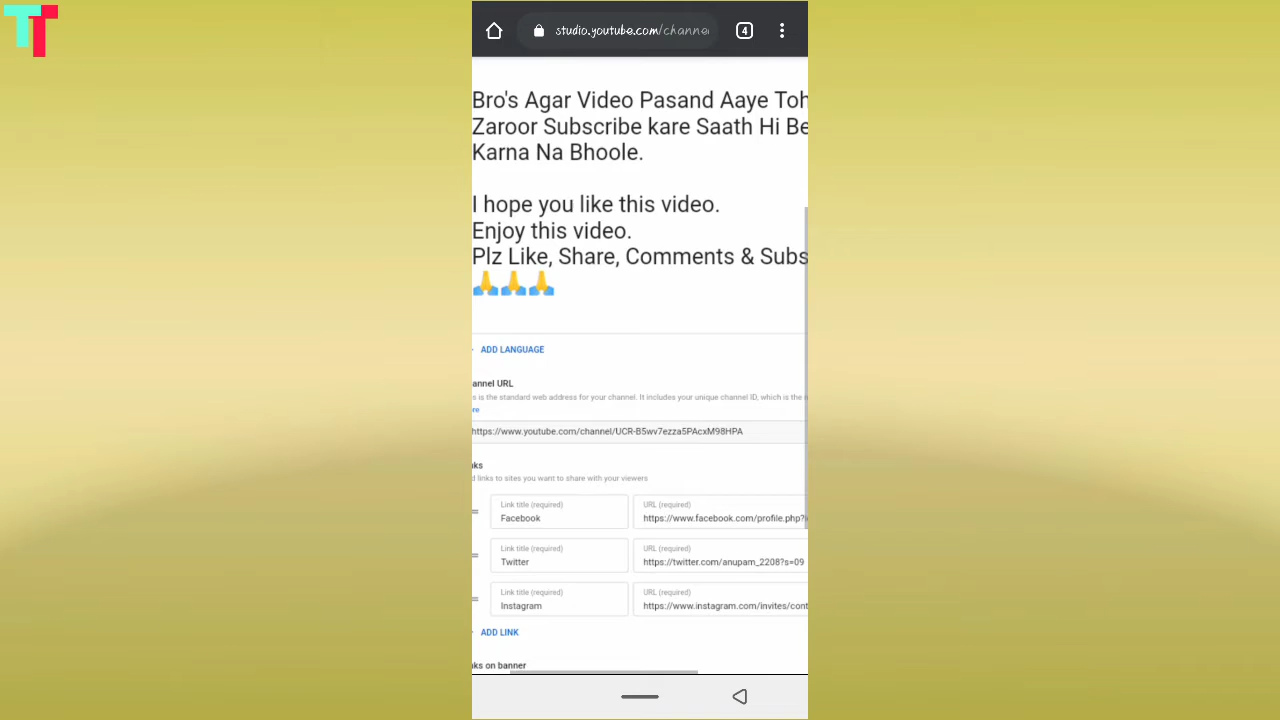 TT
studio.youtube.com/channel
4
Bro's Agar Video Pasand Aaye Toh
Zaroor Subscribe kare Saath Hi Be
Karna Na Bhoole.
I hope you like this video.
Enjoy this video.
Plz Like, Share, Comments & Subs
🙏🙏🙏
ADD LANGUAGE
annel URL
s is the standard web address for your channel. It includes your unique channel ID, which is the
re
https://www.youtube.com/channel/UCR-B5wv7ezza5PAcxM98HPA
ks
d links to sites you want to share with your viewers
Link title (required) URL (required)
Facebook https://www.facebook.com/profile.php?i
Link title (required) URL (required)
Twitter https://twitter.com/anupam_2208?s=09
Link title (required) URL (required)
Instagram https://www.instagram.com/invites/cont
ADD LINK
ks on banner